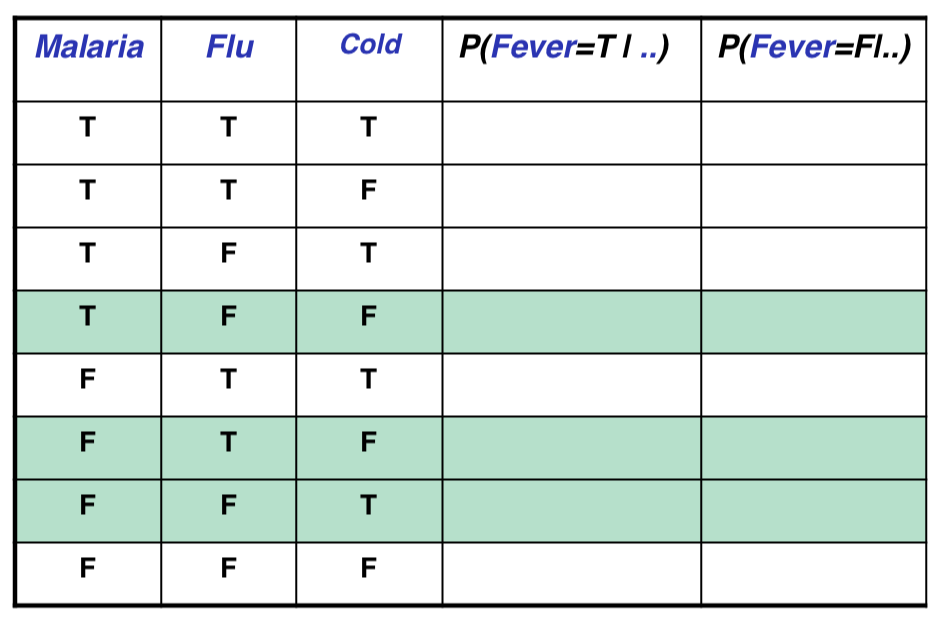 Malaria Flu Cold P(Fever=T | ..) P(Fever=F|..)
T T T
T T F
T F T
T F F
F T T
F T F
F F T
F F F